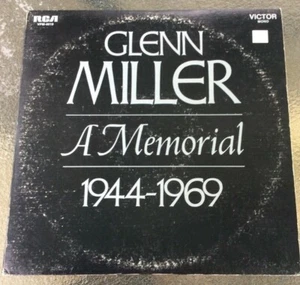 RCA
VICTOR
GLENN
MILLER
A Memorial
1944-1969